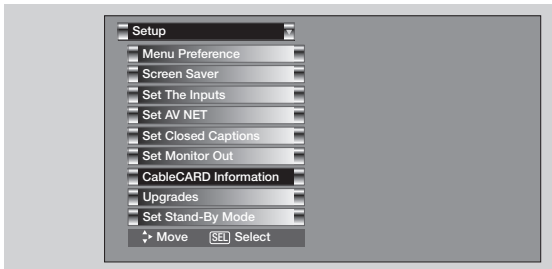 Setup
Menu Preference
Screen Saver
Set The Inputs
Set AV NET
Set Closed Captions
Set Monitor Out
CableCARD Information
Upgrades
Set Stand-By Mode
Move SEL Select